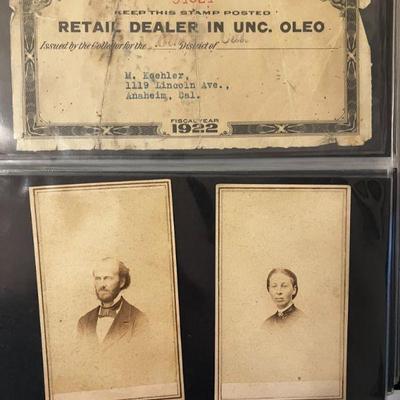 KEEP THIS STAMP POSTED
RETAIL DEALER IN UNC. OLEO
Issued by the Collector for the District of
M. Koehler,
1119 Lincoln Ave.,
Anaheim, Cal.
FISCAL YEAR
1922